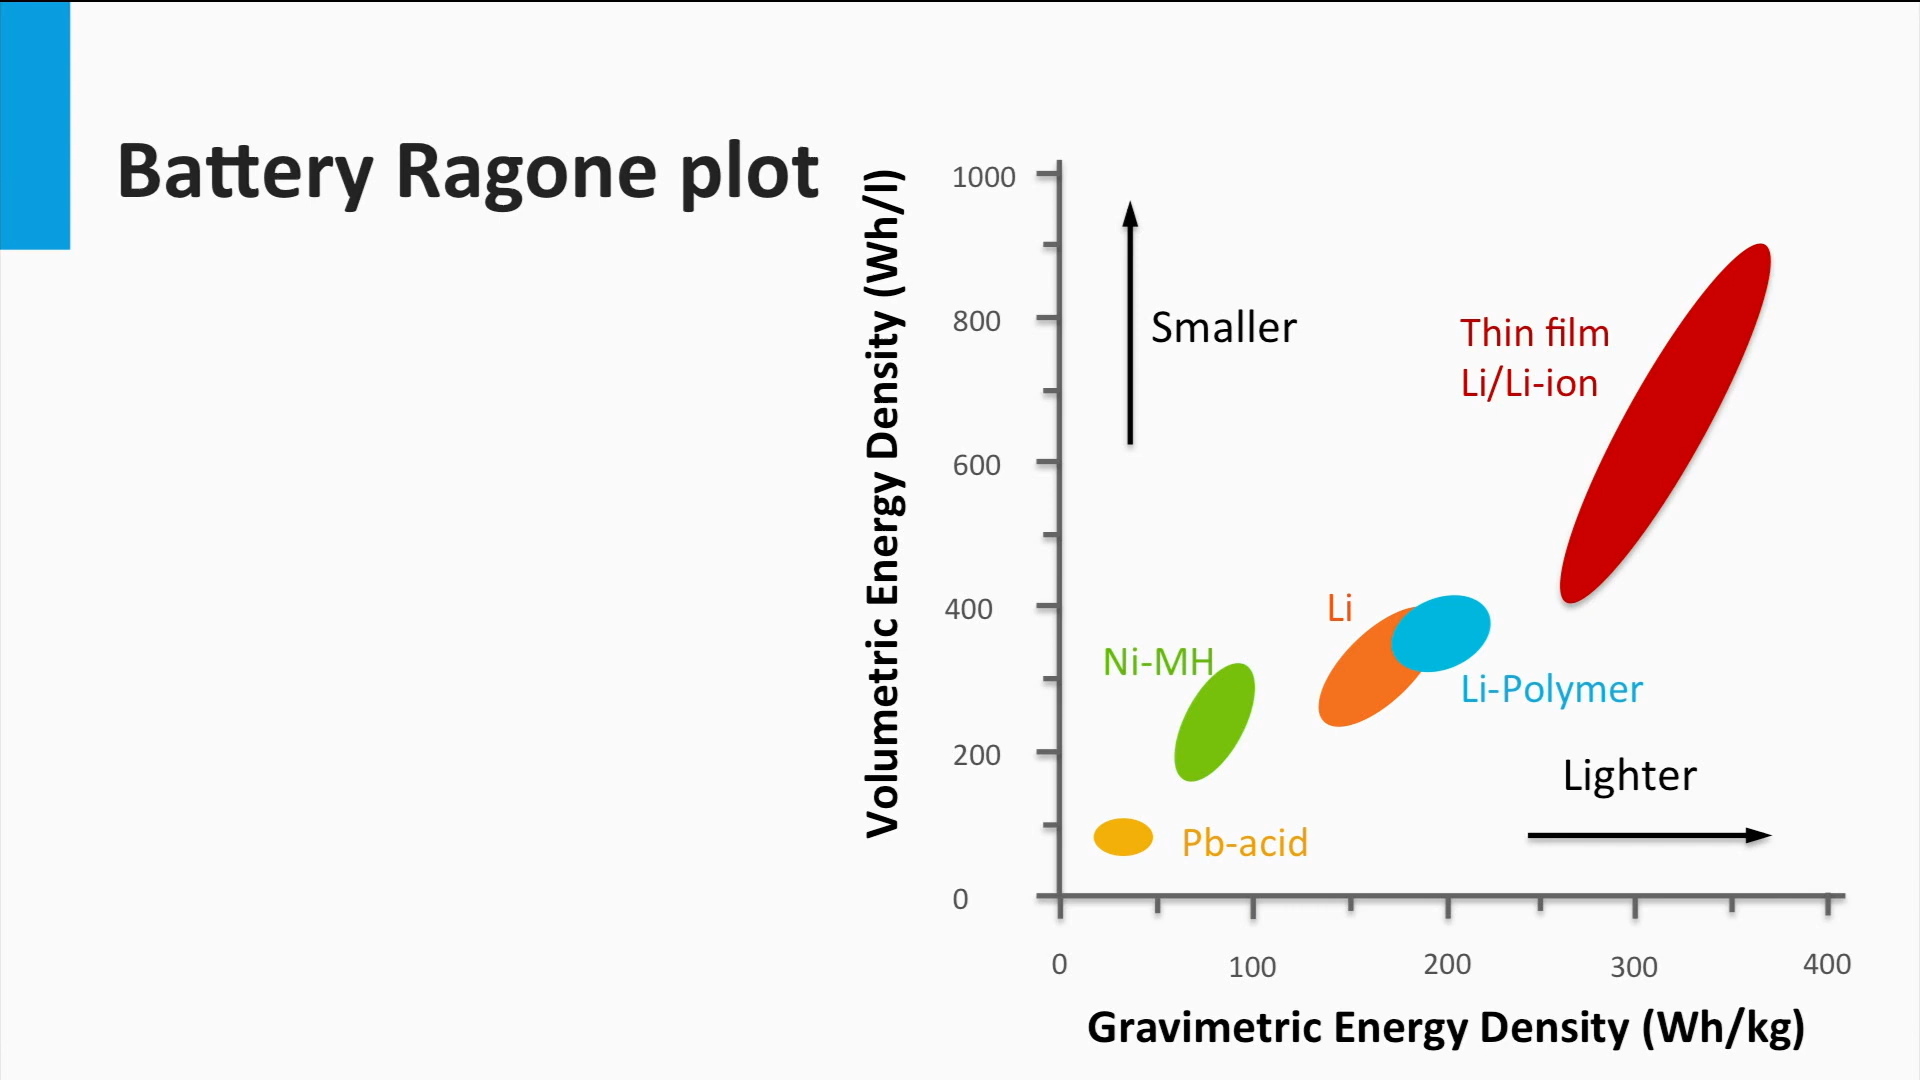 Battery Ragone plot
Volumetric Energy Density (Wh/l)
1000
800
600
400
200
0
Smaller
Thin film
Li/Li-ion
Li
Ni-MH
Li-Polymer
Lighter
Pb-acid
0
100
200
300
400
Gravimetric Energy Density (Wh/kg)